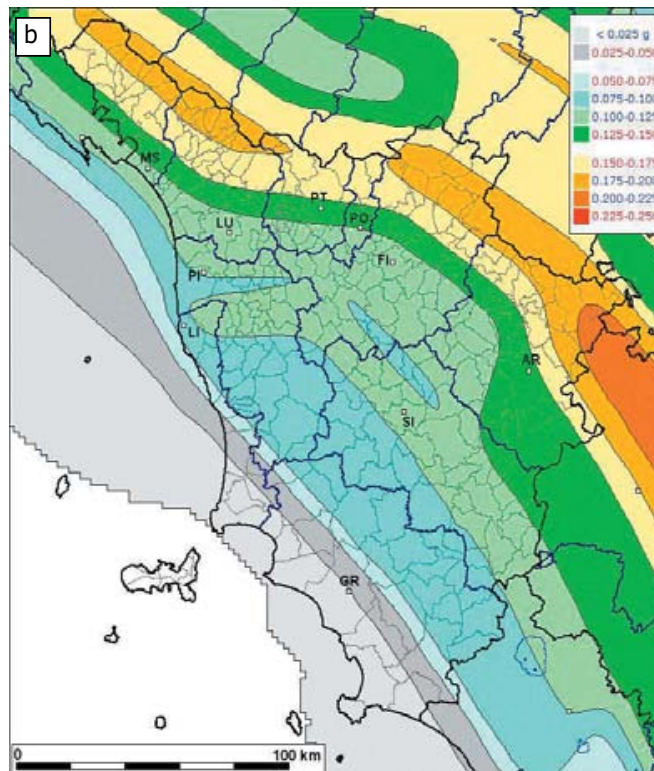 b
< 0.025 g
0.025-0.050
0.050-0.075
0.075-0.100
0.100-0.125
0.125-0.150
0.150-0.175
0.175-0.200
0.200-0.225
0.225-0.250
MS
PT
LU
PO
FI
PI
LI
AR
SI
GR
0 100 km